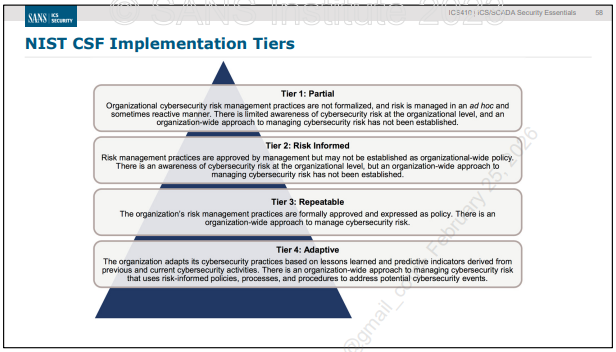 © SANS Institute 2026
SANS ICS SECURITY
ICS410 | ICS/SCADA Security Essentials 58
NIST CSF Implementation Tiers
Tier 1: Partial
Organizational cybersecurity risk management practices are not formalized, and risk is managed in an ad hoc and
sometimes reactive manner. There is limited awareness of cybersecurity risk at the organizational level, and an
organization-wide approach to managing cybersecurity risk has not been established.
Tier 2: Risk Informed
Risk management practices are approved by management but may not be established as organizational-wide policy.
There is an awareness of cybersecurity risk at the organizational level, but an organization-wide approach to
managing cybersecurity risk has not been established.
Tier 3: Repeatable
The organization's risk management practices are formally approved and expressed as policy. There is an
organization-wide approach to manage cybersecurity risk.
Tier 4: Adaptive
The organization adapts its cybersecurity practices based on lessons learned and predictive indicators derived from
previous and current cybersecurity activities. There is an organization-wide approach to managing cybersecurity risk
that uses risk-informed policies, processes, and procedures to address potential cybersecurity events.
February 25, 2026